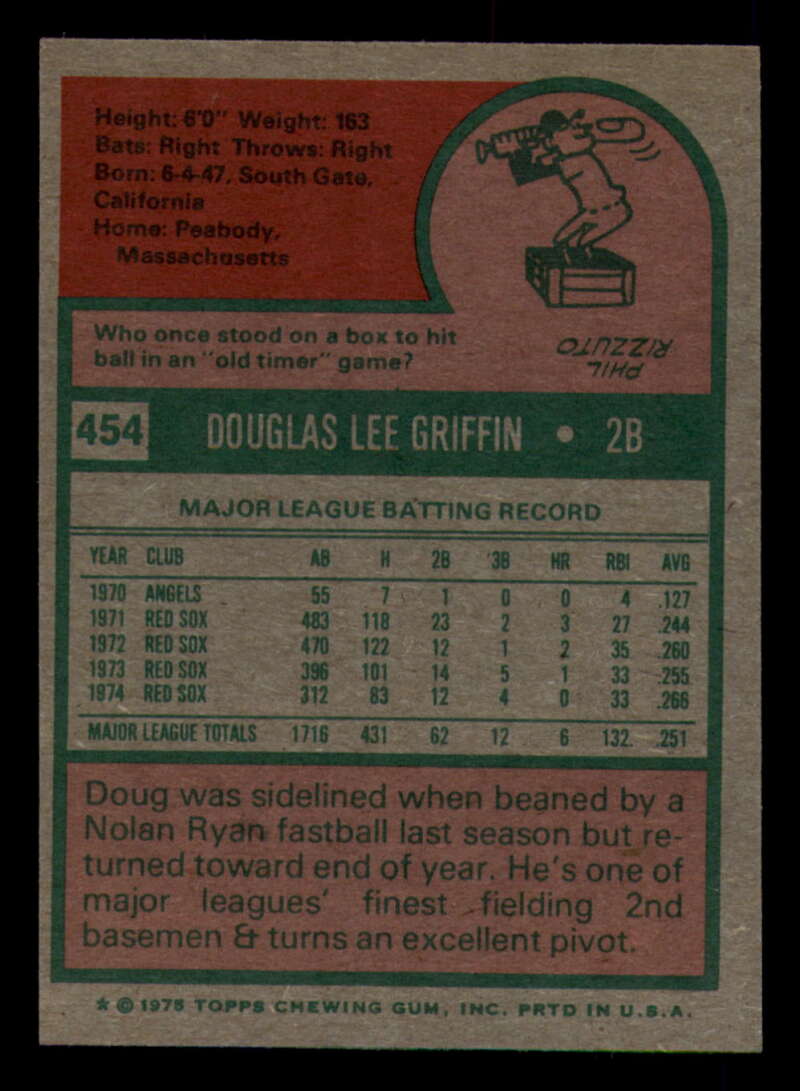 Height: 6'0" Weight: 163
Bats: Right Throws: Right
Born: 6-4-47, South Gate,
California
Home: Peabody,
Massachusetts
Who once stood on a box to hit
ball in an "old timer" game?
PHIL
RIZZUTO
454 DOUGLAS LEE GRIFFIN • 2B
MAJOR LEAGUE BATTING RECORD
YEAR CLUB AB H 2B 3B HR RBI AVG
1970 ANGELS 55 7 1 0 0 4 .127
1971 RED SOX 483 118 23 2 3 27 .244
1972 RED SOX 470 122 12 1 2 35 .260
1973 RED SOX 396 101 14 5 1 33 .255
1974 RED SOX 312 83 12 4 0 33 .266
MAJOR LEAGUE TOTALS 1716 431 62 12 6 132 .251
Doug was sidelined when beaned by a
Nolan Ryan fastball last season but re-
turned toward end of year. He's one of
major leagues' finest fielding 2nd
basemen & turns an excellent pivot.
* © 1975 TOPPS CHEWING GUM, INC. PRTD IN U.S.A.